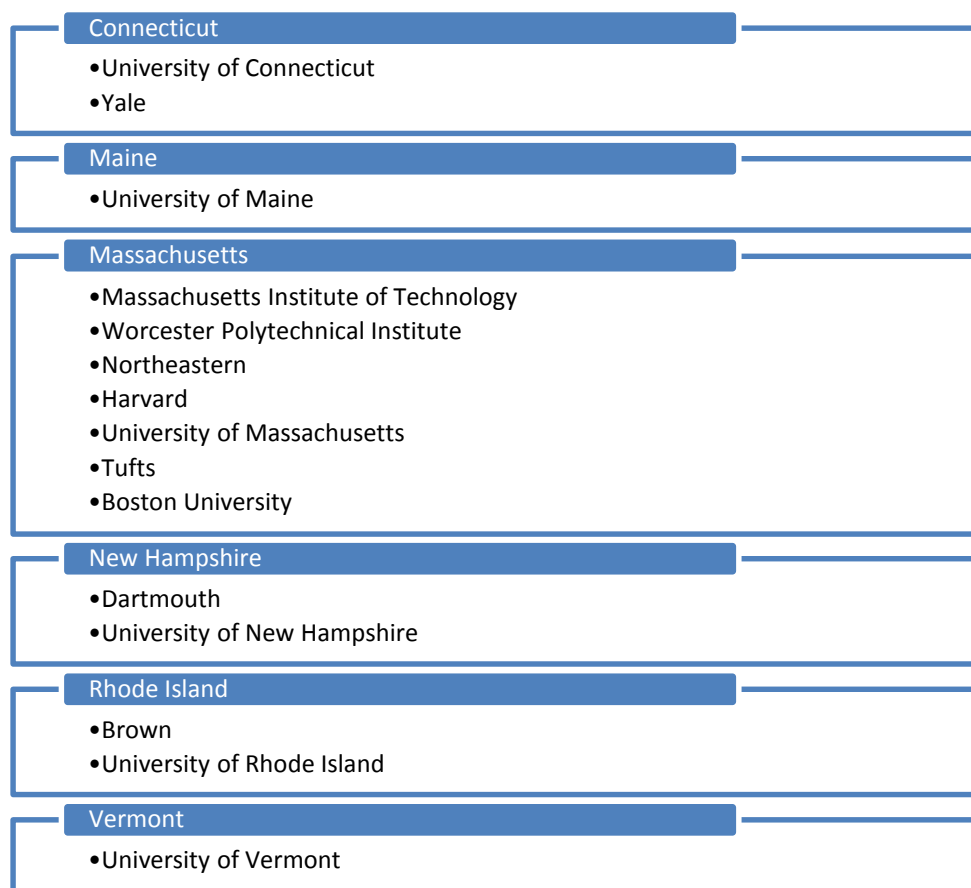 Connecticut
•University of Connecticut
•Yale
Maine
•University of Maine
Massachusetts
•Massachusetts Institute of Technology
•Worcester Polytechnical Institute
•Northeastern
•Harvard
•University of Massachusetts
•Tufts
•Boston University
New Hampshire
•Dartmouth
•University of New Hampshire
Rhode Island
•Brown
•University of Rhode Island
Vermont
•University of Vermont